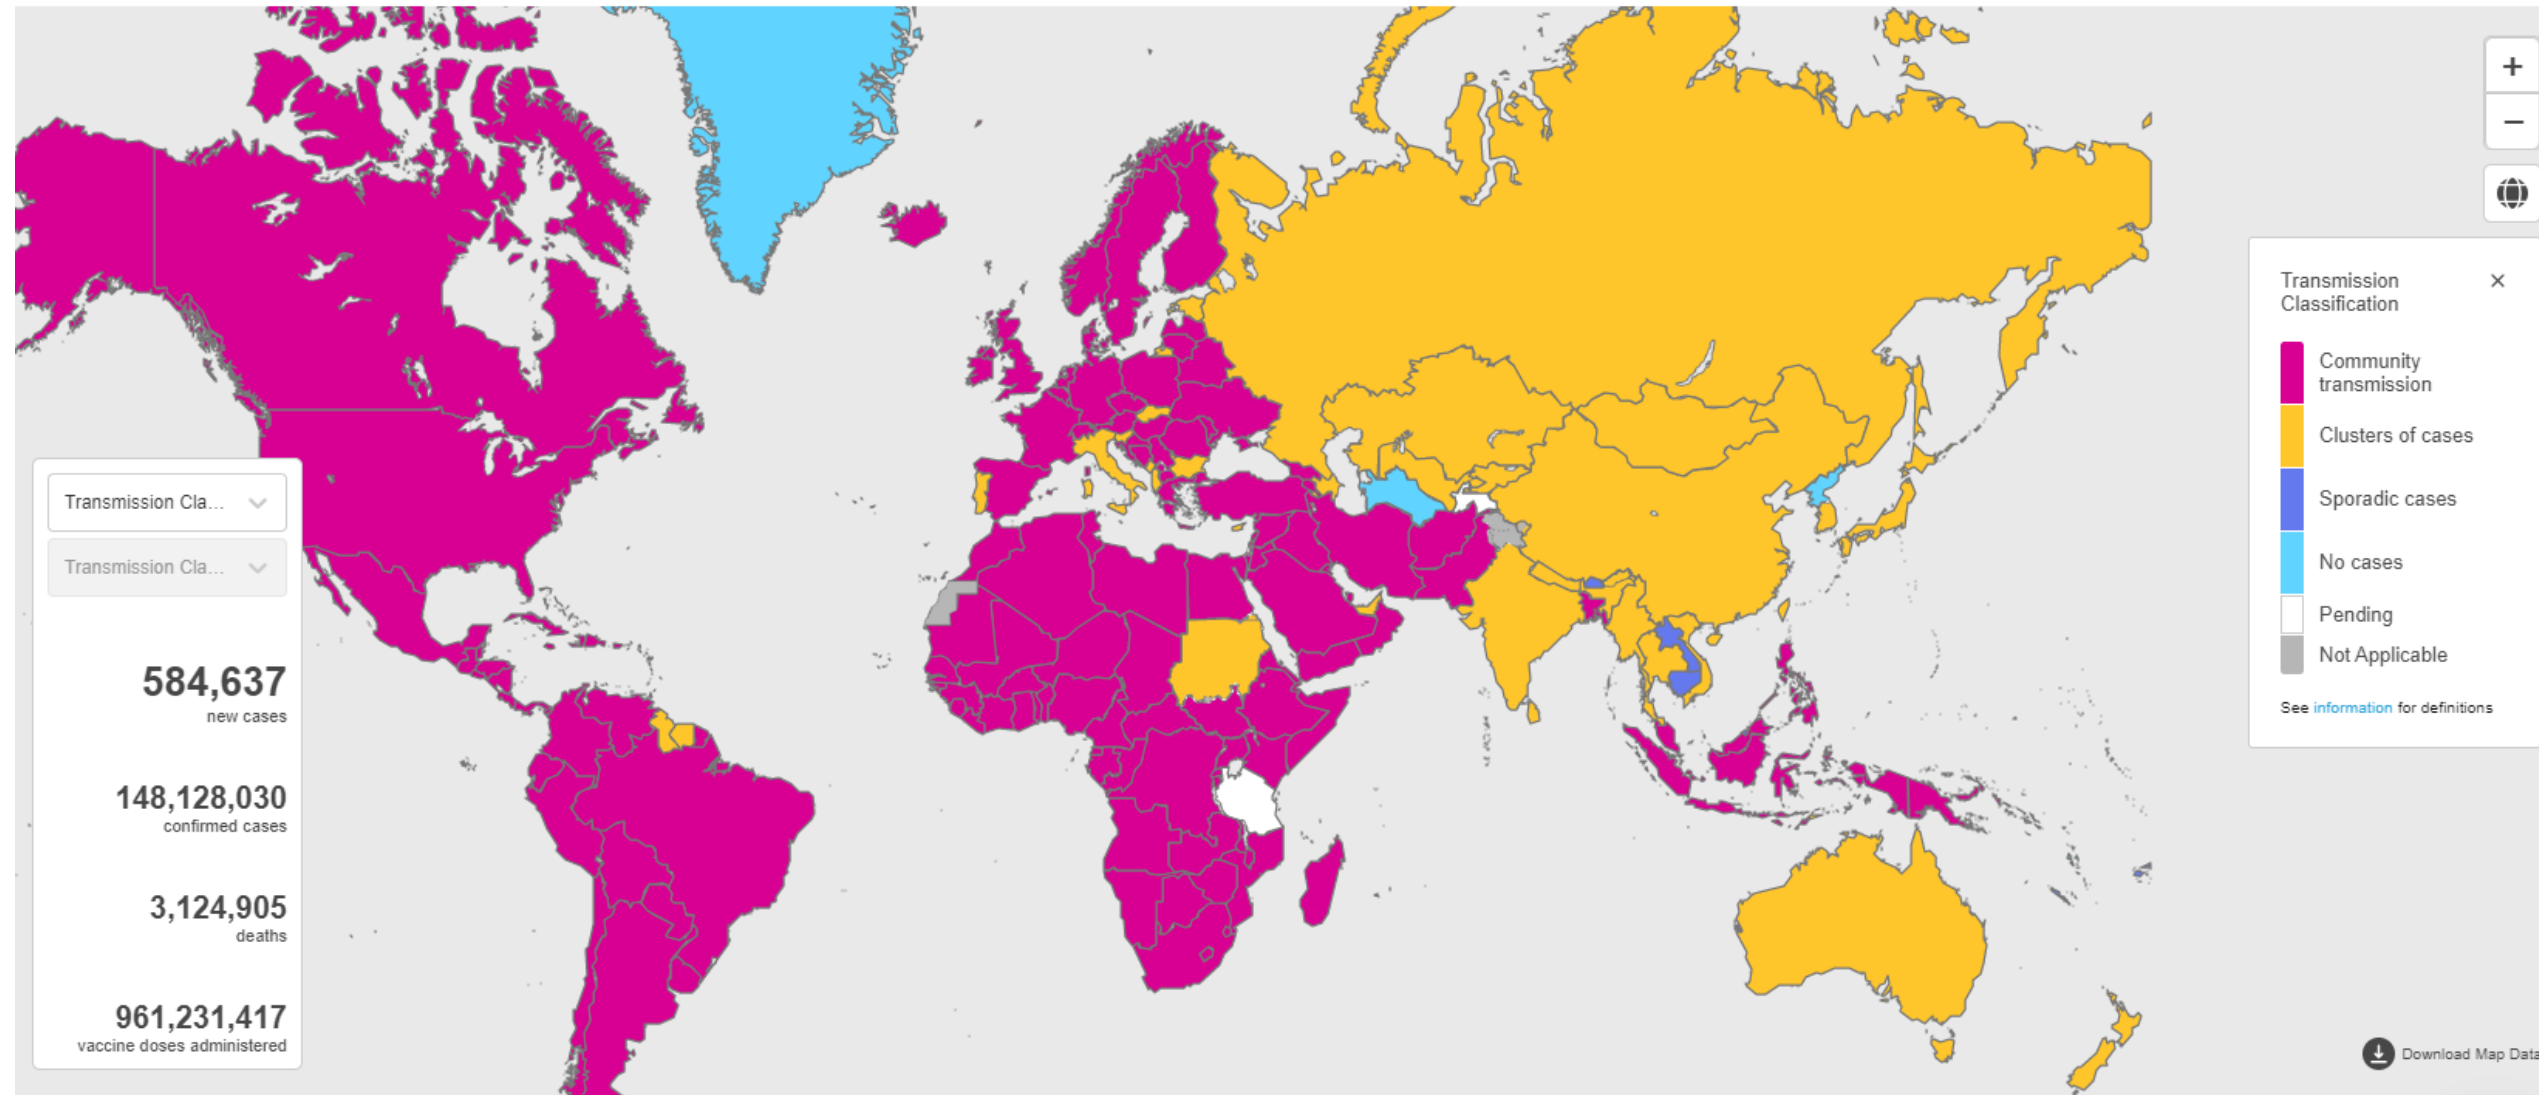 Transmission Cla...
Transmission Cla...
584,637
new cases
148,128,030
confirmed cases
3,124,905
deaths
961,231,417
vaccine doses administered
+
−
Transmission
Classification
×
Community
transmission
Clusters of cases
Sporadic cases
No cases
Pending
Not Applicable
See information for definitions
Download Map Data